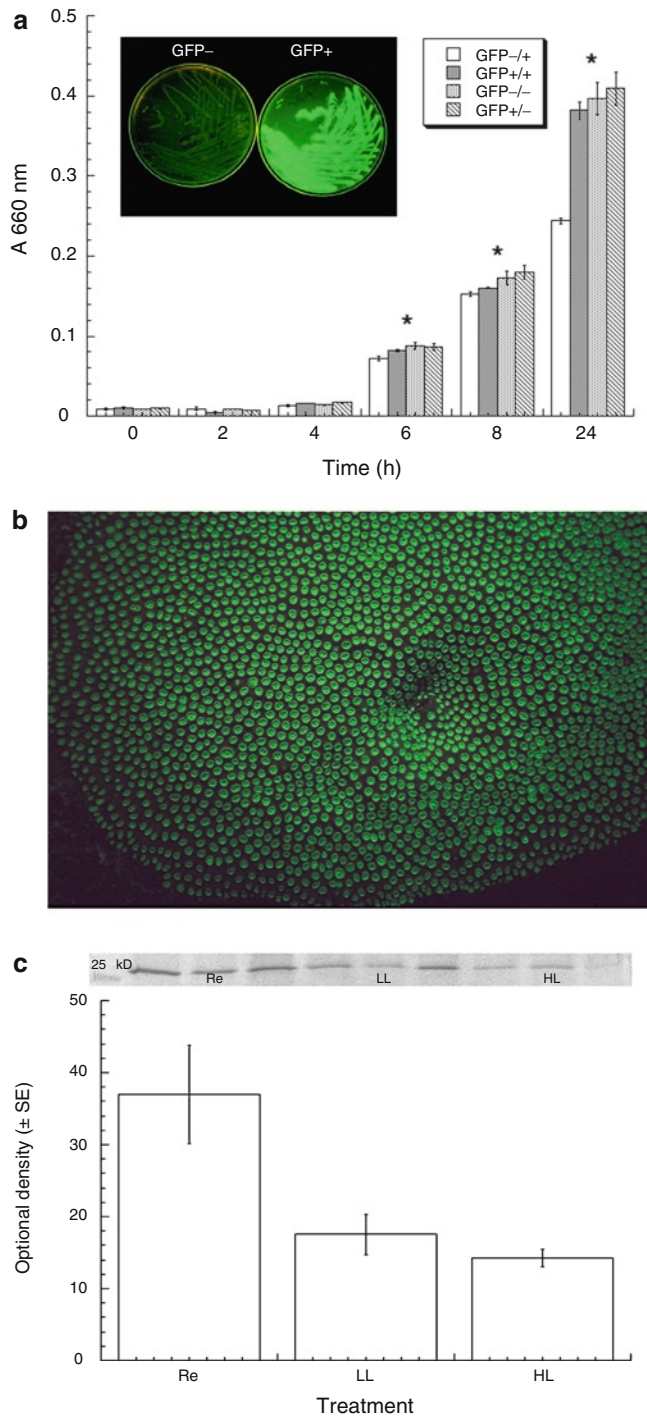 a
0.5
0.4
0.3
0.2
0.1
0
A 660 nm
GFP− GFP+
GFP−/+
GFP+/+
GFP−/−
GFP+/−
*
*
*
0 2 4 6 8 24
Time (h)
b
c
25 kD Re LL HL
50
40
30
20
10
0
Optional density (± SE)
Re LL HL
Treatment